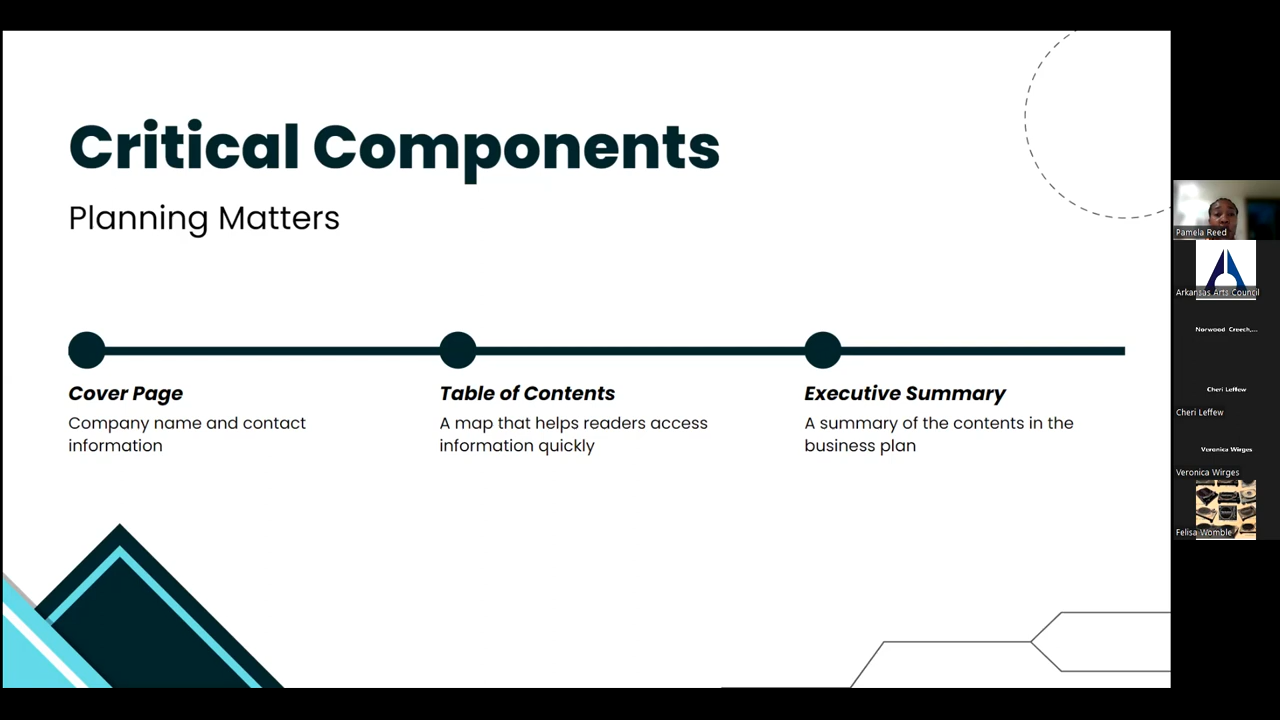 Critical Components
Planning Matters
Cover Page
Company name and contact
information
Table of Contents
A map that helps readers access
information quickly
Executive Summary
A summary of the contents in the
business plan
Pamela Reed
Arkansas Arts Council
Norwood Creech,...
Cheri Leffew
Cheri Leffew
Veronica Wirges
Veronica Wirges
Felisa Womble